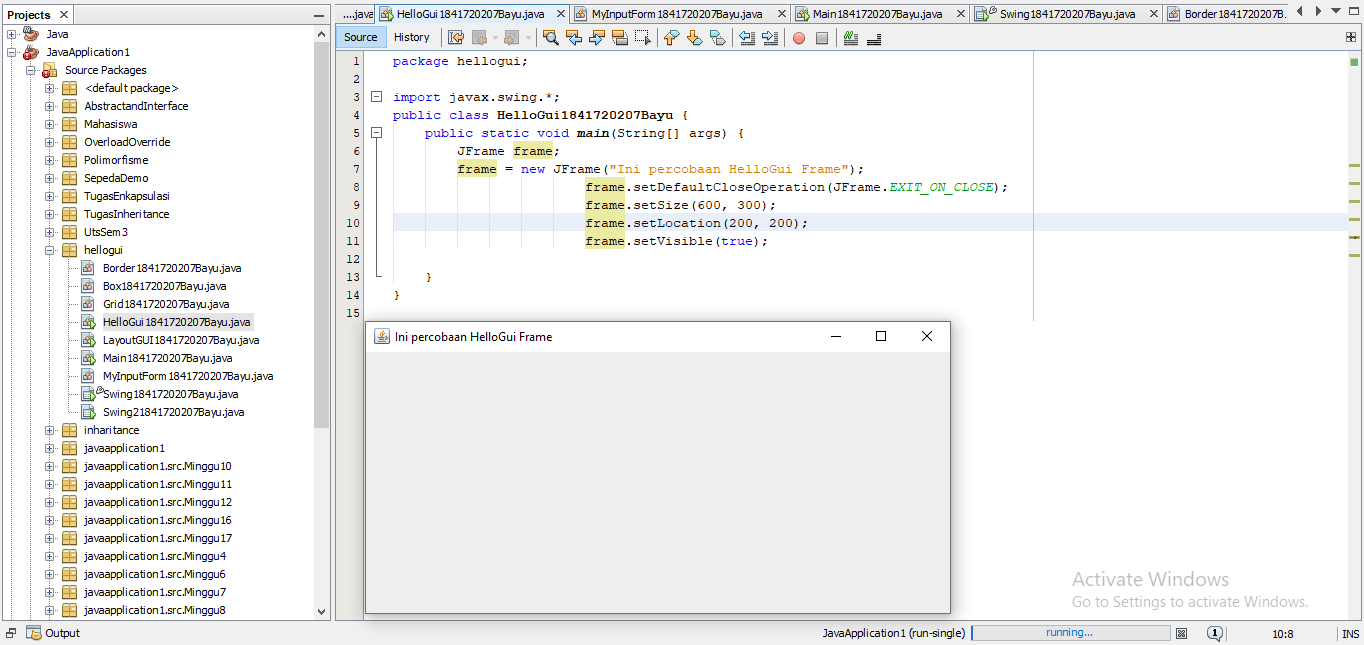 Projects
Java
JavaApplication1
Source Packages
<default package>
AbstractandInterface
Mahasiswa
OverloadOverride
Polimorfisme
SepedaDemo
TugasEnkapsulasi
TugasInheritance
UtsSem3
hellogui
Border1841720207Bayu.java
Box1841720207Bayu.java
Grid1841720207Bayu.java
HelloGui1841720207Bayu.java
LayoutGUI1841720207Bayu.java
Main1841720207Bayu.java
MyInputForm1841720207Bayu.java
Swing1841720207Bayu.java
Swing21841720207Bayu.java
inharitance
javaapplication1
javaapplication1.src.Minggu10
javaapplication1.src.Minggu11
javaapplication1.src.Minggu12
javaapplication1.src.Minggu16
javaapplication1.src.Minggu17
javaapplication1.src.Minggu4
javaapplication1.src.Minggu6
javaapplication1.src.Minggu7
javaapplication1.src.Minggu8
....java HelloGui1841720207Bayu.java MyInputForm1841720207Bayu.java Main1841720207Bayu.java Swing1841720207Bayu.java Border1841720207B...
Source History
1 package hellogui;
2
3 import javax.swing.*;
4 public class HelloGui1841720207Bayu {
5 public static void main(String[] args) {
6 JFrame frame;
7 frame = new JFrame("Ini percobaan HelloGui Frame");
8 frame.setDefaultCloseOperation(JFrame.EXIT_ON_CLOSE);
9 frame.setSize(600, 300);
10 frame.setLocation(200, 200);
11 frame.setVisible(true);
12
13 }
14 }
15
Ini percobaan HelloGui Frame
Activate Windows
Go to Settings to activate Windows.
Output JavaApplication1 (run-single) running... 1 10:8 INS